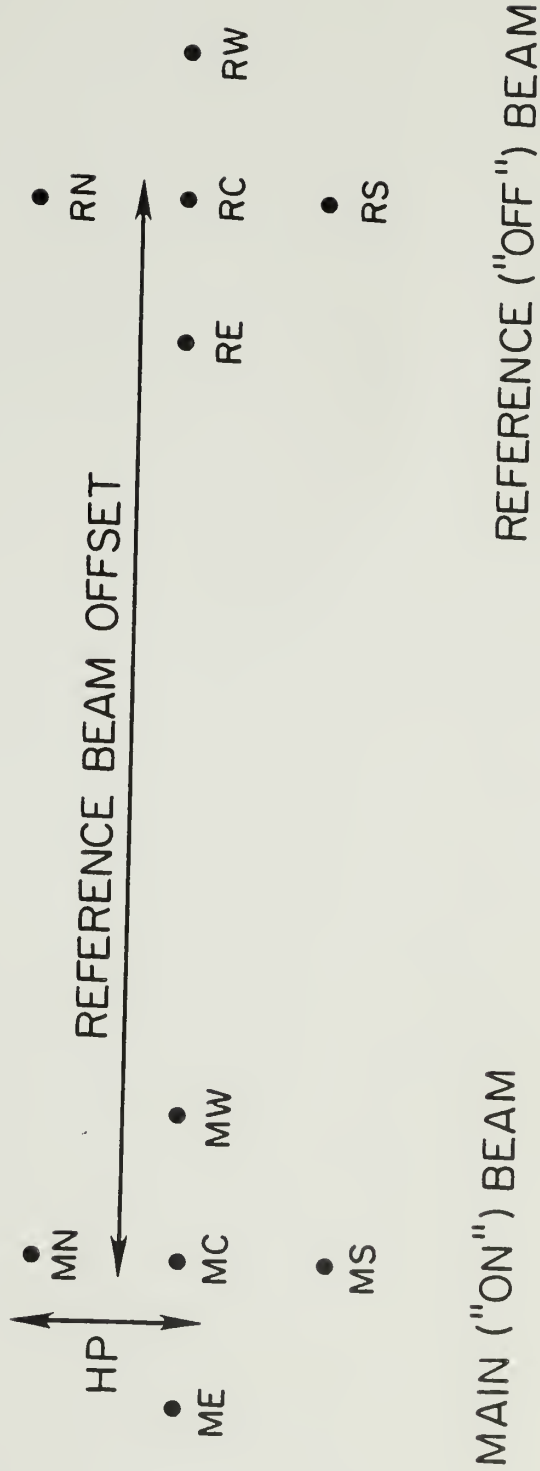 MN
RN
REFERENCE BEAM OFFSET
HP
ME
MC
MW
RE
RC
RW
MS
RS
MAIN ("ON") BEAM
REFERENCE ("OFF") BEAM